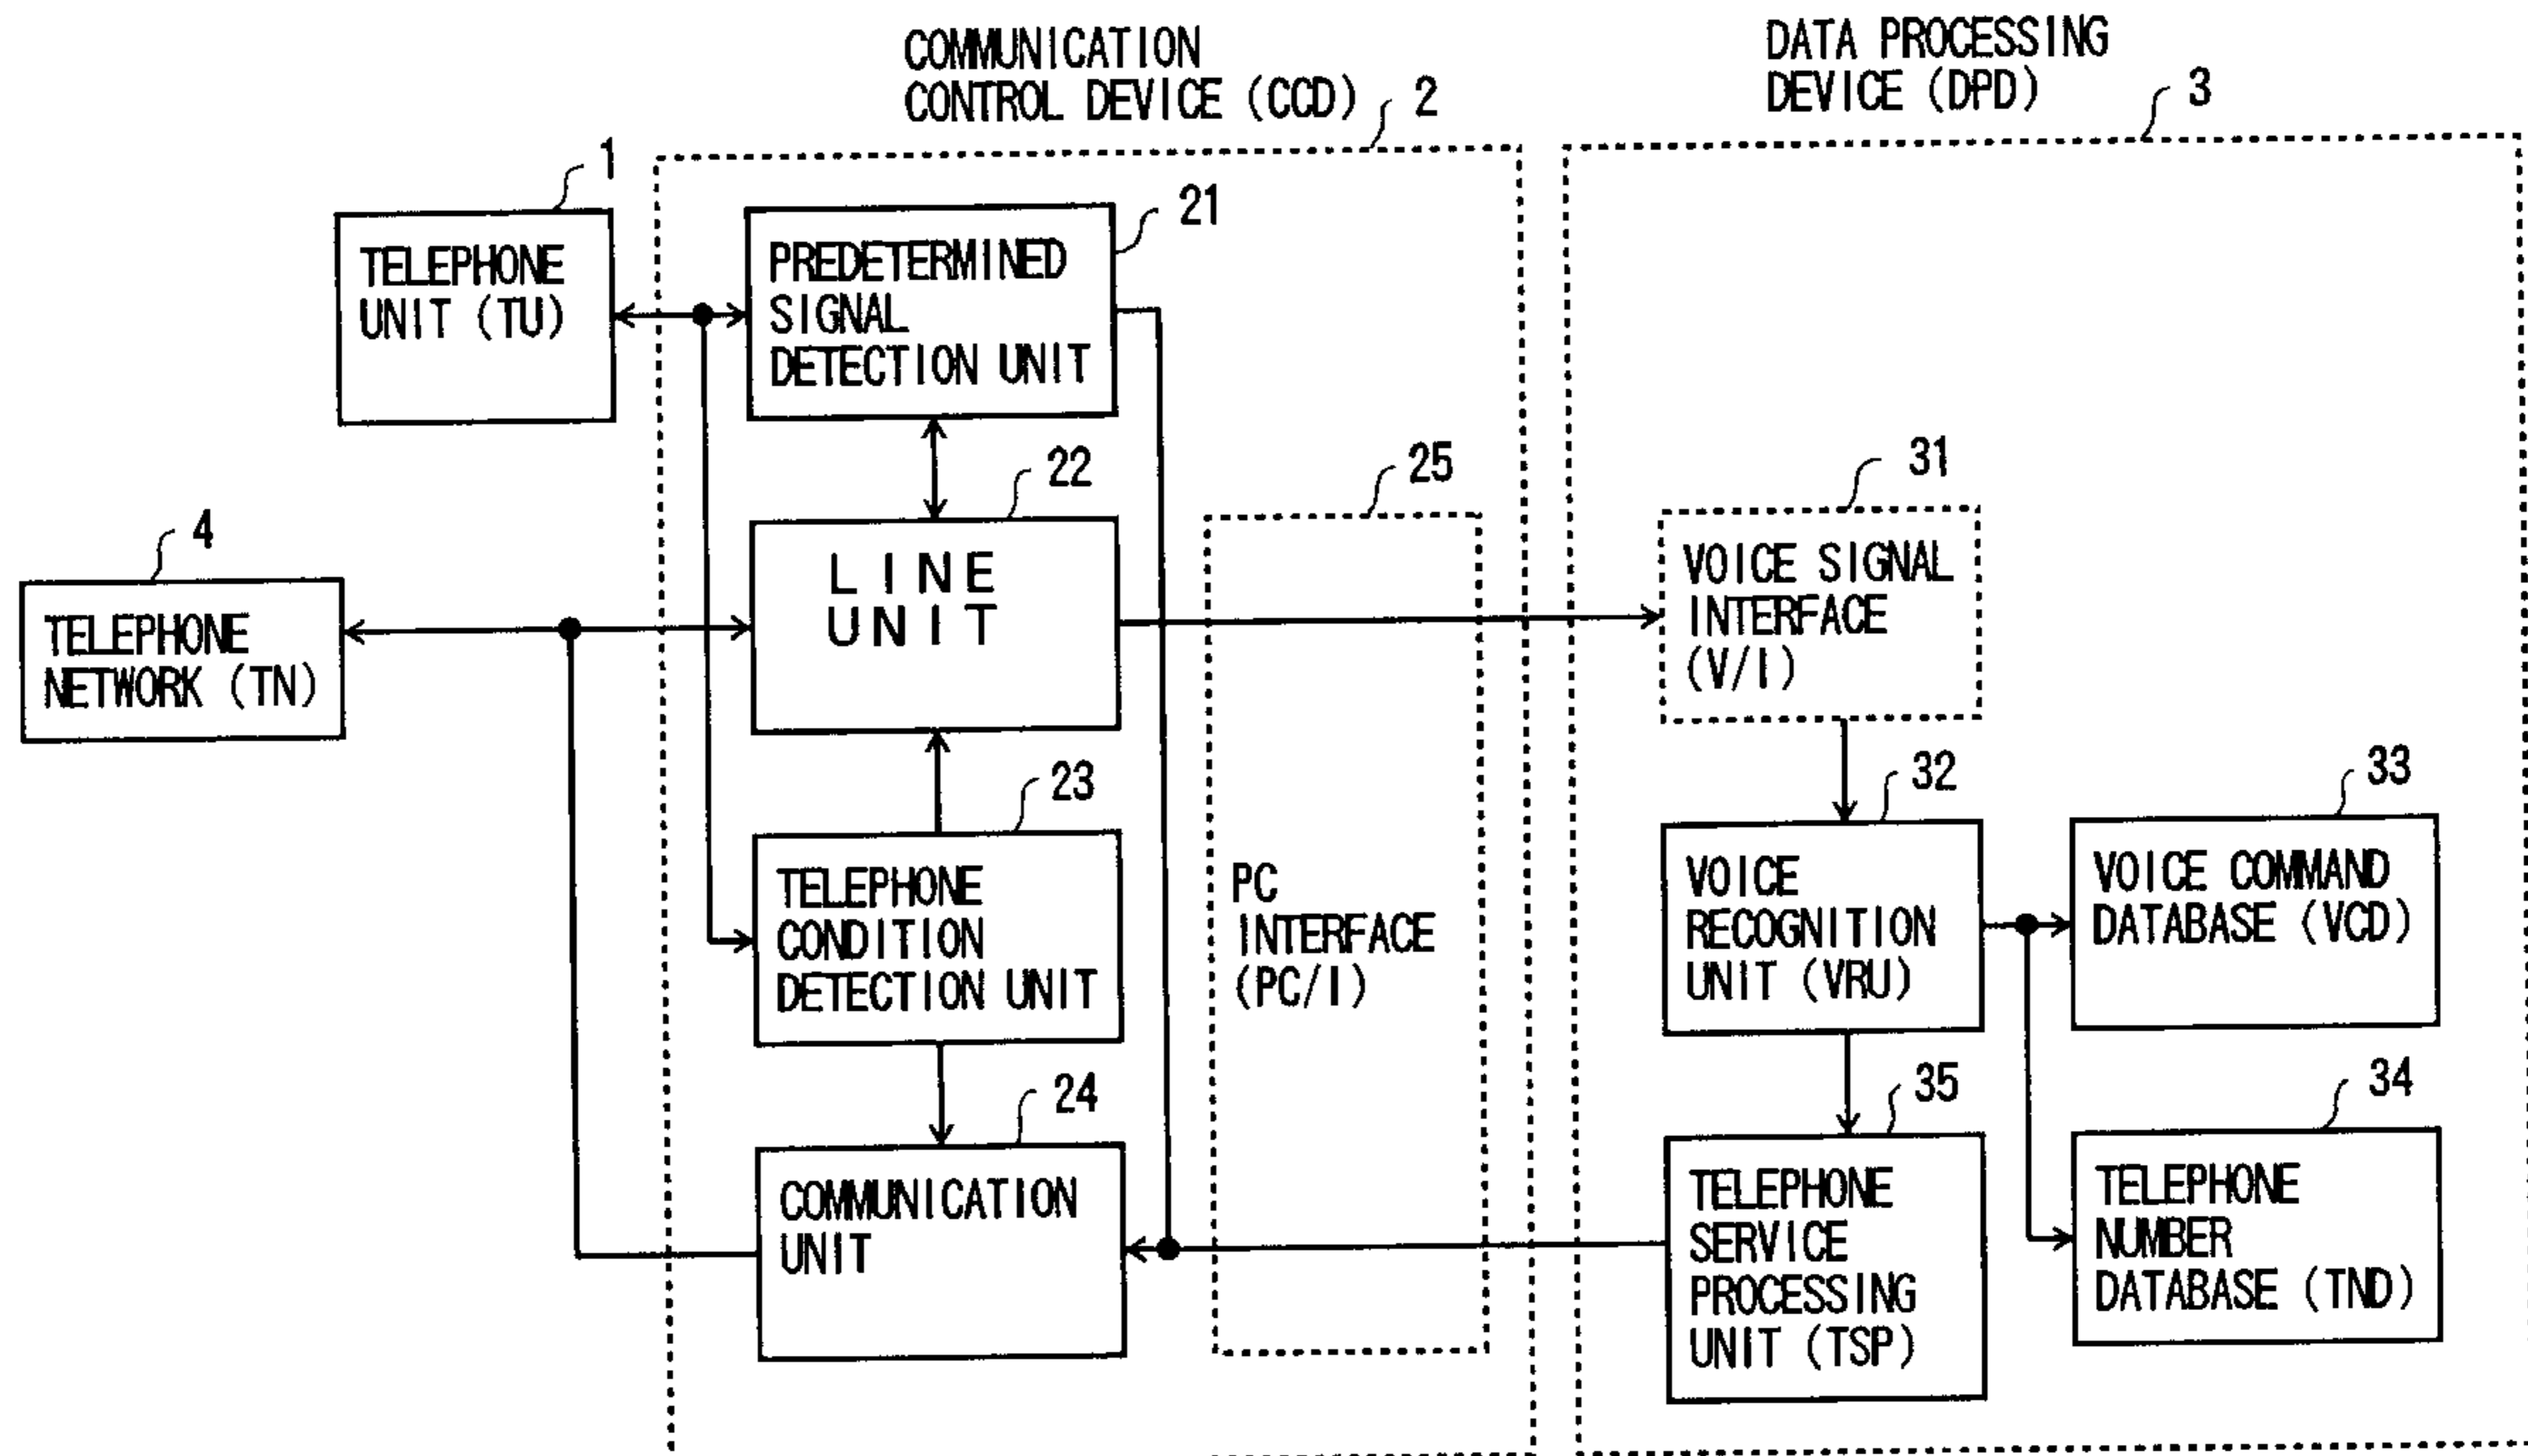 COMMUNICATION
CONTROL DEVICE (CCD)
2
DATA PROCESSING
DEVICE (DPD)
3
1
TELEPHONE
UNIT (TU)
21
PREDETERMINED
SIGNAL
DETECTION UNIT
4
TELEPHONE
NETWORK (TN)
22
LINE
UNIT
25
PC
INTERFACE
(PC/I)
31
VOICE SIGNAL
INTERFACE
(V/I)
23
TELEPHONE
CONDITION
DETECTION UNIT
32
VOICE
RECOGNITION
UNIT (VRU)
33
VOICE COMMAND
DATABASE (VCD)
24
COMMUNICATION
UNIT
35
TELEPHONE
SERVICE
PROCESSING
UNIT (TSP)
34
TELEPHONE
NUMBER
DATABASE (TND)